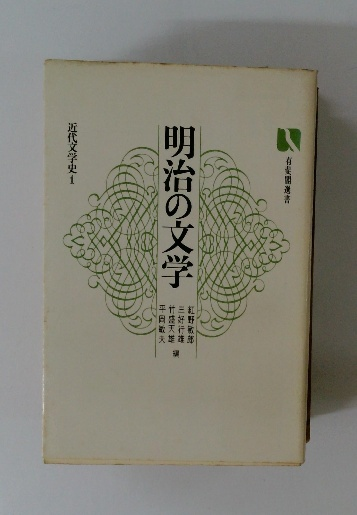 有斐閣選書
明治の文学
近代文学史1
紅野敏郎
三好行雄
竹盛天雄
平岡敏夫
編